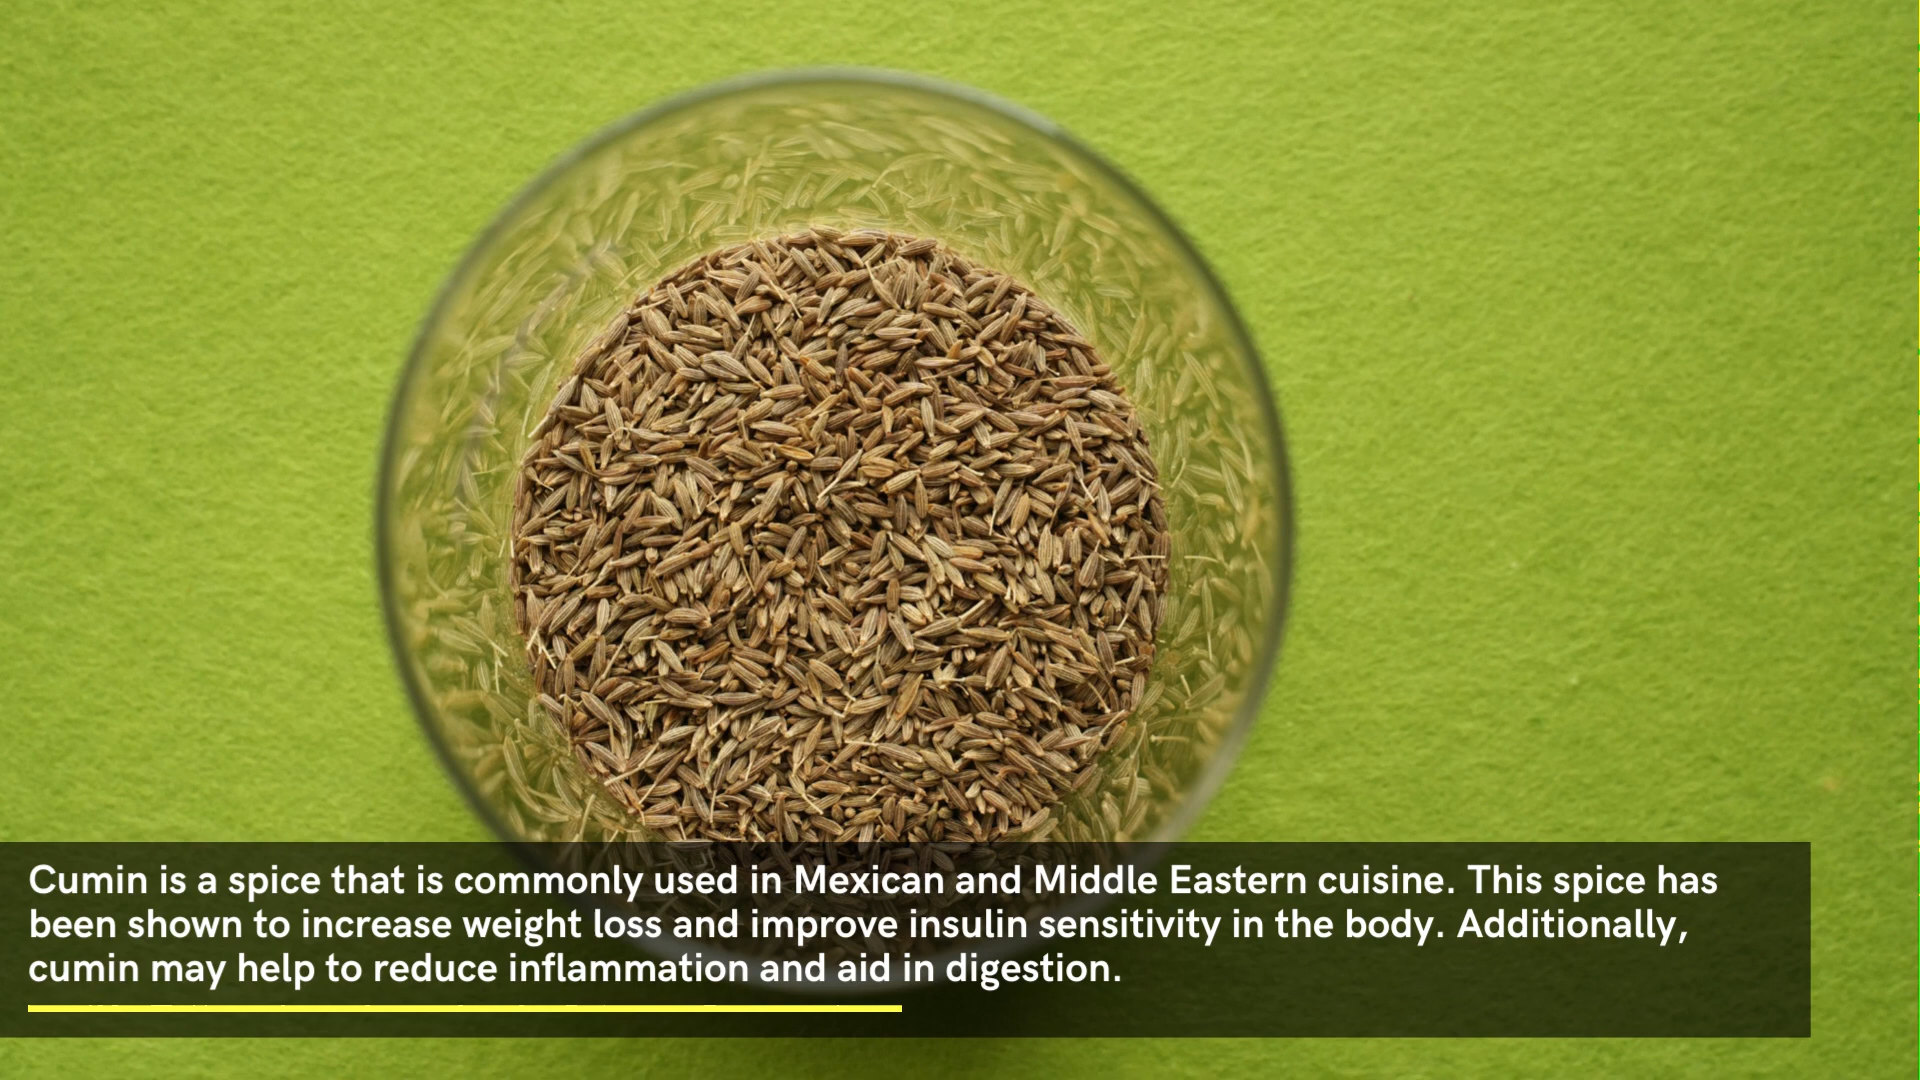 Cumin is a spice that is commonly used in Mexican and Middle Eastern cuisine. This spice has
been shown to increase weight loss and improve insulin sensitivity in the body. Additionally,
cumin may help to reduce inflammation and aid in digestion.